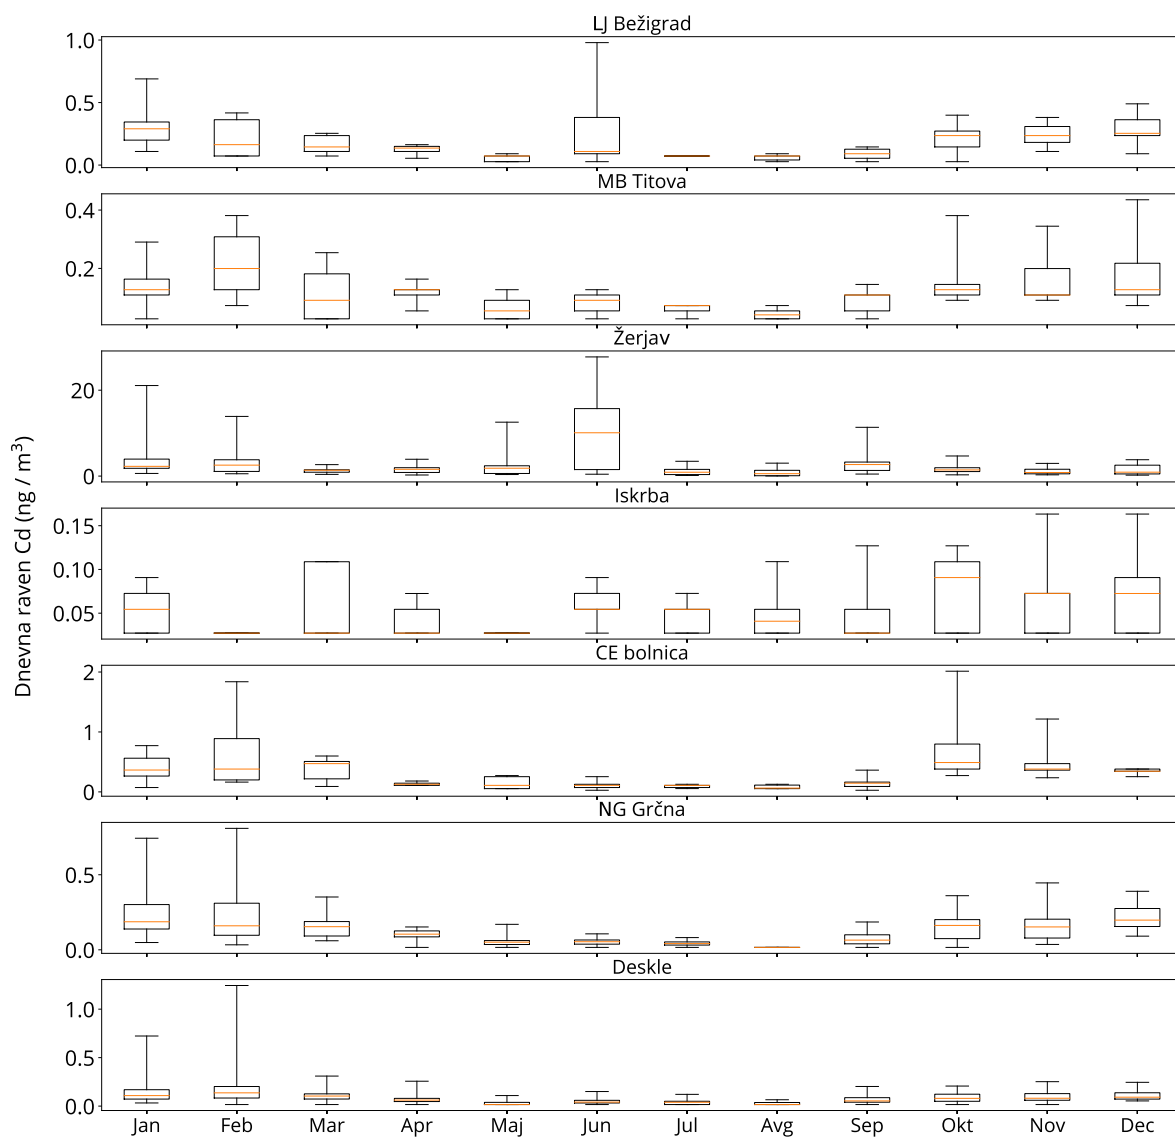 LJ Bežigrad
1.0
0.5
0.0
MB Titova
0.4
0.2
Žerjav
20
0
Iskrba
0.15
0.10
0.05
CE bolnica
2
1
0
NG Grčna
0.5
0.0
Deskle
1.0
0.5
0.0
Jan Feb Mar Apr Maj Jun Jul Avg Sep Okt Nov Dec
Dnevna raven Cd (ng / m³)